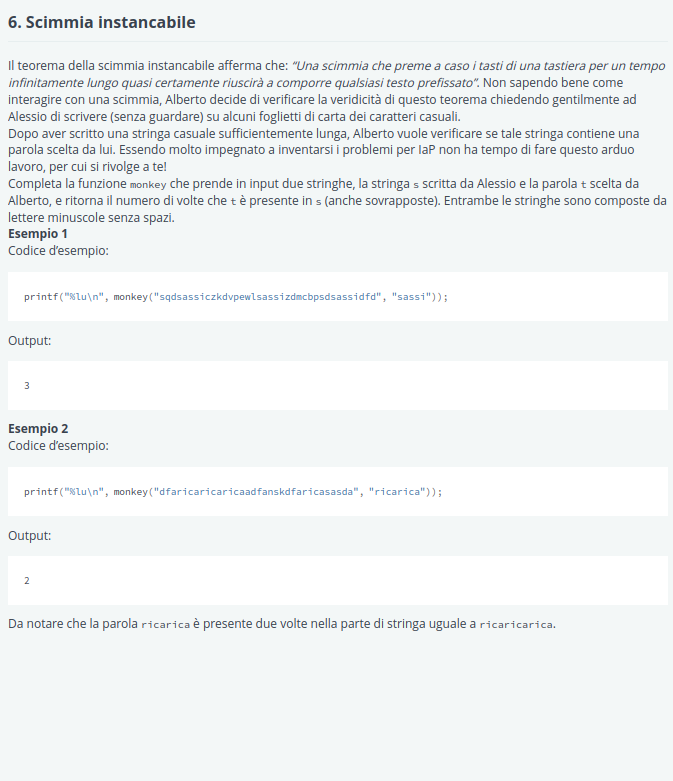 6. Scimmia instancabile
Il teorema della scimmia instancabile afferma che: “Una scimmia che preme a caso i tasti di una tastiera per un tempo
infinitamente lungo quasi certamente riuscirà a comporre qualsiasi testo prefissato”. Non sapendo bene come
interagire con una scimmia, Alberto decide di verificare la veridicità di questo teorema chiedendo gentilmente ad
Alessio di scrivere (senza guardare) su alcuni foglietti di carta dei caratteri casuali.
Dopo aver scritto una stringa casuale sufficientemente lunga, Alberto vuole verificare se tale stringa contiene una
parola scelta da lui. Essendo molto impegnato a inventarsi i problemi per IaP non ha tempo di fare questo arduo
lavoro, per cui si rivolge a te!
Completa la funzione monkey che prende in input due stringhe, la stringa s scritta da Alessio e la parola t scelta da
Alberto, e ritorna il numero di volte che t è presente in s (anche sovrapposte). Entrambe le stringhe sono composte da
lettere minuscole senza spazi.
Esempio 1
Codice d’esempio:
printf("%lu\n", monkey("sqdsassiczkdvpewlsassizdmcbpsdsassidfd", "sassi"));
Output:
3
Esempio 2
Codice d’esempio:
printf("%lu\n", monkey("dfaricaricaricaadfanskdfaricasasda", "ricarica"));
Output:
2
Da notare che la parola ricarica è presente due volte nella parte di stringa uguale a ricaricarica.